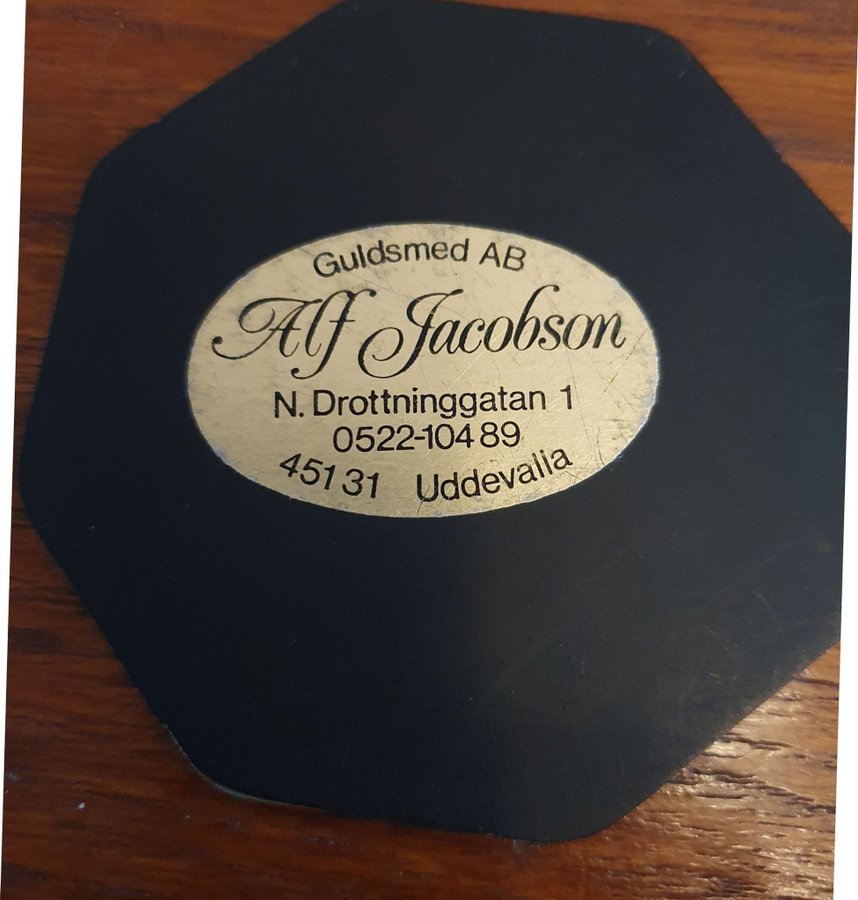 Guldsmed AB
Alf Jacobson
N. Drottninggatan 1
0522-104 89
451 31 Uddevalla